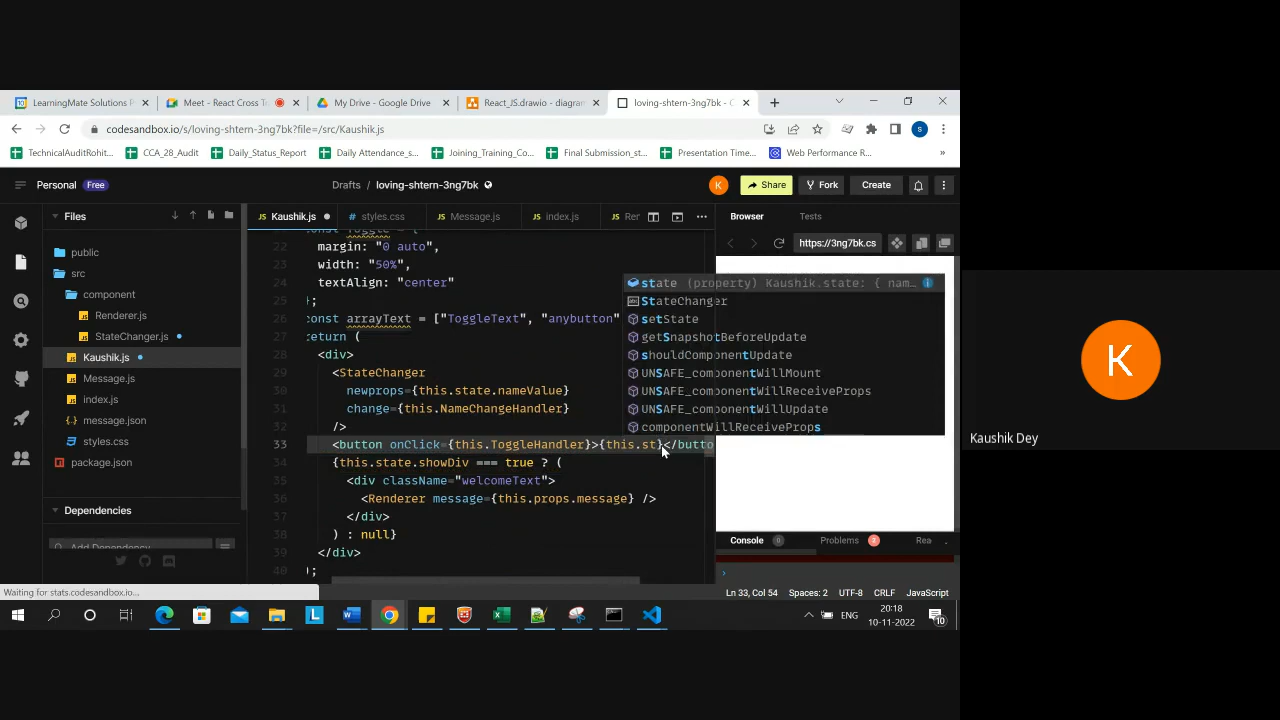 LearningMate Solutions P
Meet - React Cross T
My Drive - Google Drive
React_JS.drawio - diagram
loving-shtern-3ng7bk - C
codesandbox.io/s/loving-shtern-3ng7bk?file=/src/Kaushik.js
TechnicalAuditRohit...
CCA_28_Audit
Daily_Status_Report
Daily Attendance_s...
Joining_Training_Co...
Final Submission_st...
Presentation Time...
Web Performance R...
Personal Free
Drafts / loving-shtern-3ng7bk
K
Share
Fork
Create
Files
Kaushik.js
styles.css
Message.js
index.js
Rer
Browser
Tests
https://3ng7bk.cs
public
src
component
Renderer.js
StateChanger.js
Kaushik.js
Message.js
index.js
message.json
styles.css
package.json
Dependencies
Add Dependency
22 margin: "0 auto",
23 width: "50%",
24 textAlign: "center"
25 };
26 const arrayText = ["ToggleText", "anybutton"
27 return (
28 <div>
29 <StateChanger
30 newprops={this.state.nameValue}
31 change={this.NameChangeHandler}
32 />
33 <button onClick={this.ToggleHandler}>{this.st}</butto
34 {this.state.showDiv === true ? (
35 <div className="welcomeText">
36 <Renderer message={this.props.message} />
37 </div>
38 ) : null}
39 </div>
40 );
state (property) Kaushik.state: { nam...
StateChanger
setState
getSnapshotBeforeUpdate
shouldComponentUpdate
UNSAFE_componentWillMount
UNSAFE_componentWillReceiveProps
UNSAFE_componentWillUpdate
componentWillReceiveProps
Console 0
Problems 2
Rea
Waiting for stats.codesandbox.io...
Ln 33, Col 54
Spaces: 2
UTF-8
CRLF
JavaScript
ENG
20:18
10-11-2022
10
K
Kaushik Dey